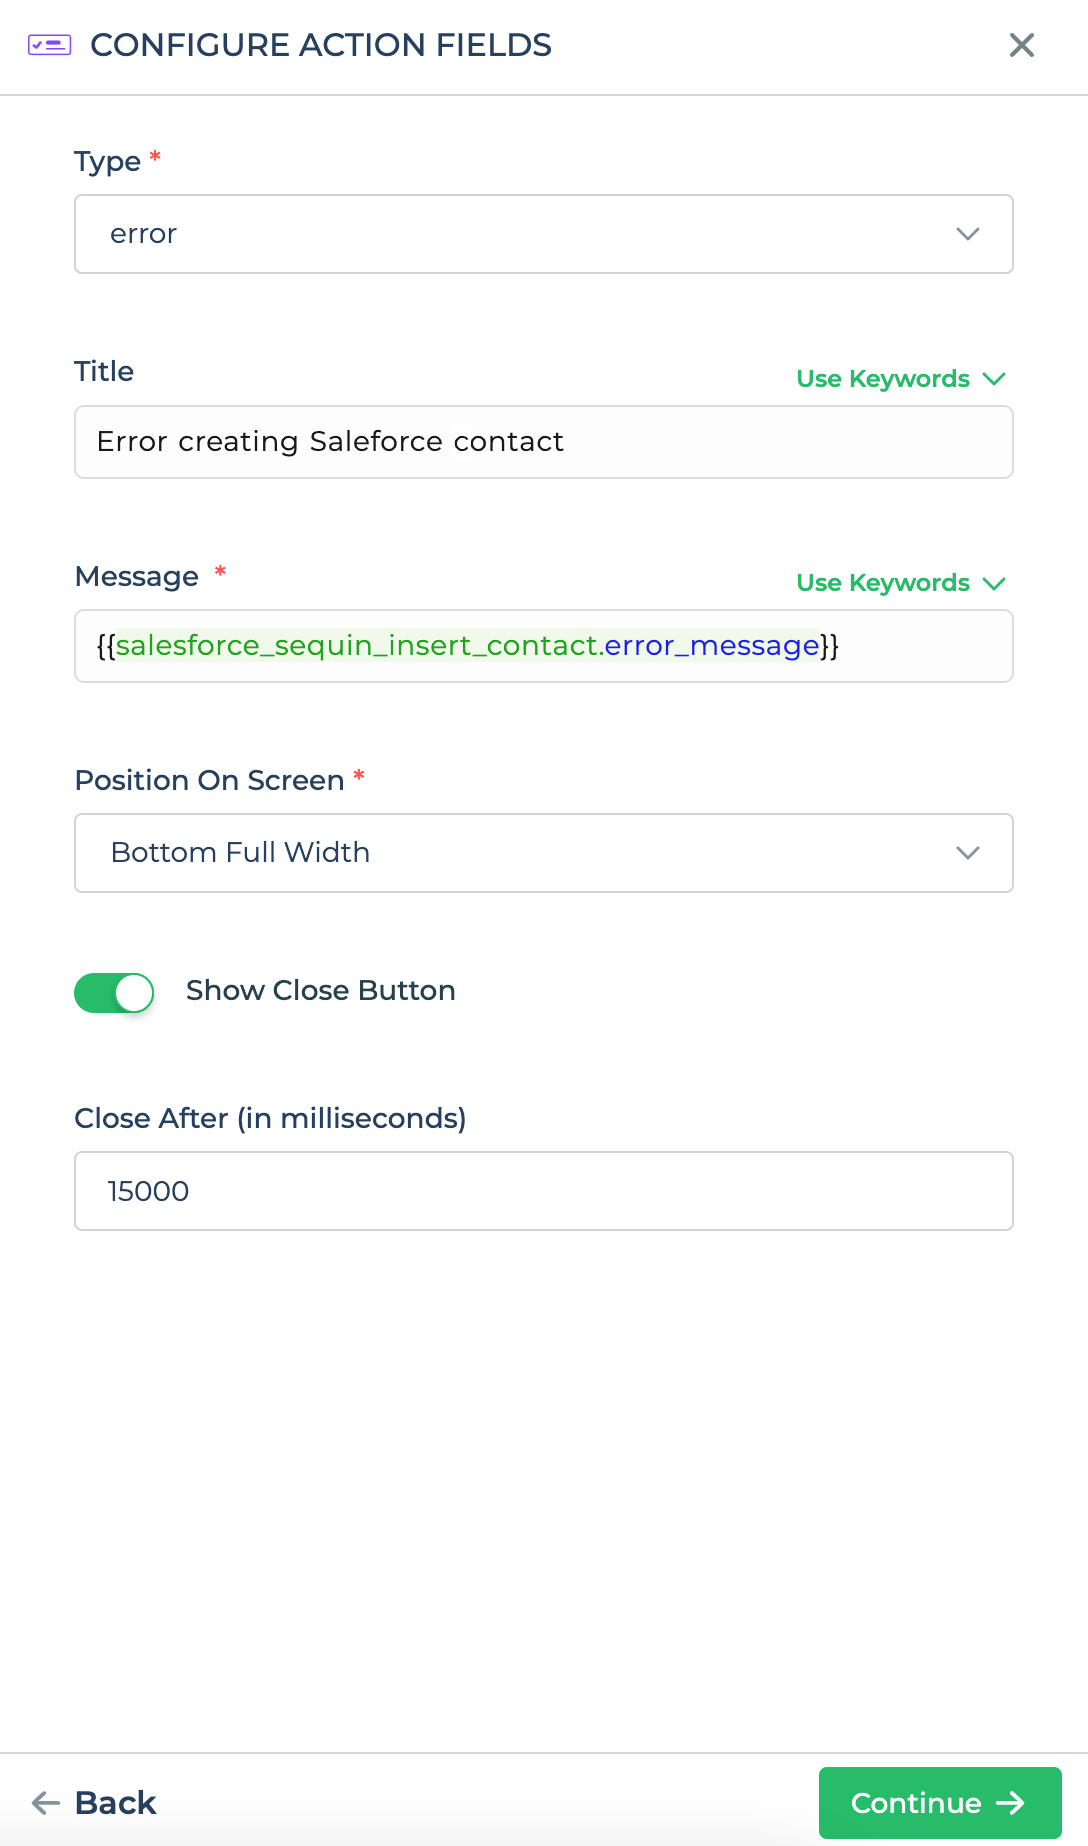 CONFIGURE ACTION FIELDS
Type *
error
Title
Use Keywords
Error creating Saleforce contact
Message *
Use Keywords
{{salesforce_sequin_insert_contact.error_message}}
Position On Screen *
Bottom Full Width
Show Close Button
Close After (in milliseconds)
15000
Back
Continue